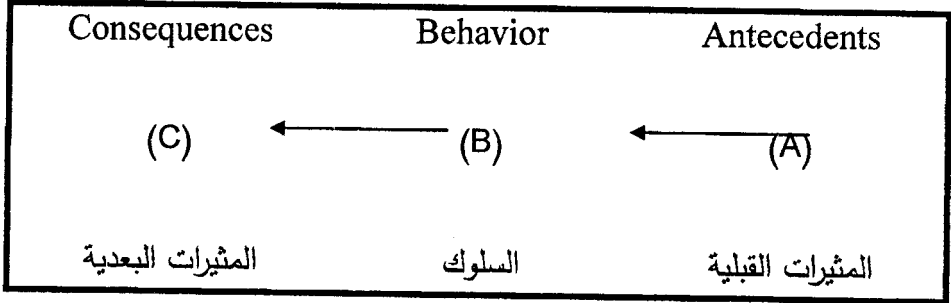 Consequences Behavior Antecedents
(C) (B) (A)
المثيرات القبلية السلوك المثيرات البعدية